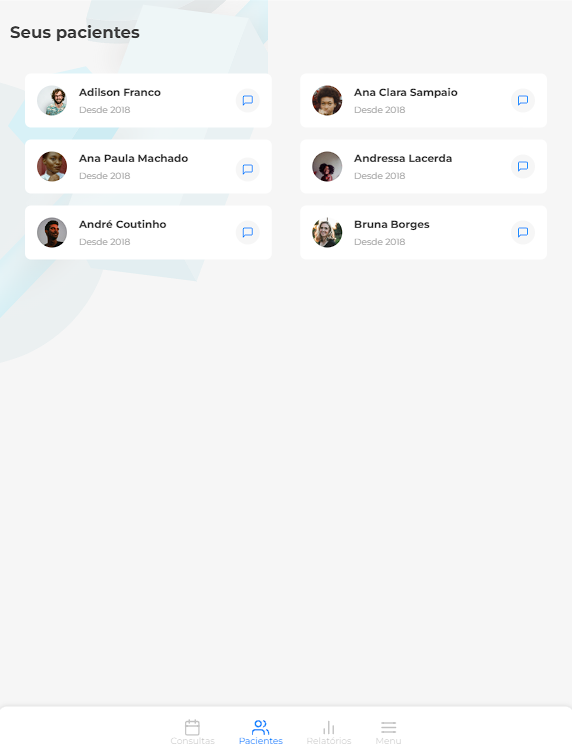 Seus pacientes
Adilson Franco
Desde 2018
Ana Clara Sampaio
Desde 2018
Ana Paula Machado
Desde 2018
Andressa Lacerda
Desde 2018
André Coutinho
Desde 2018
Bruna Borges
Desde 2018
Consultas
Pacientes
Relatórios
Menu